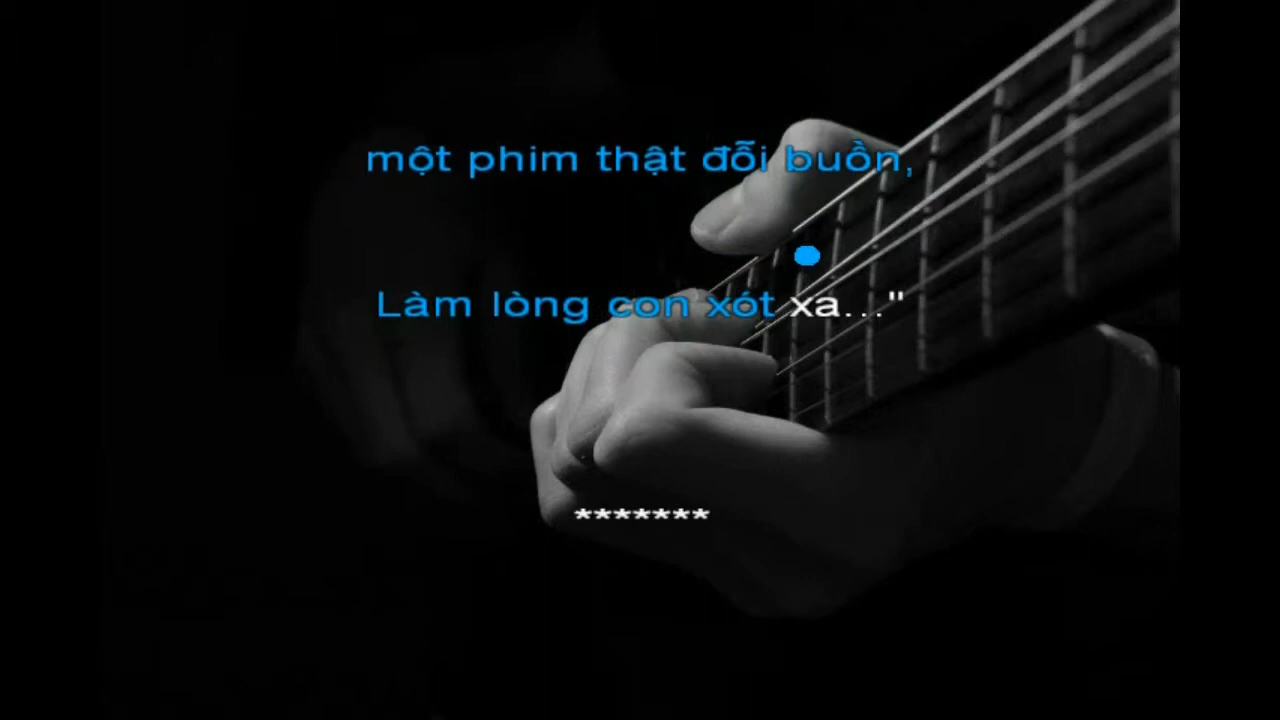 một phim thật đỗi buồn,
Làm lòng con xót xa..."
*******